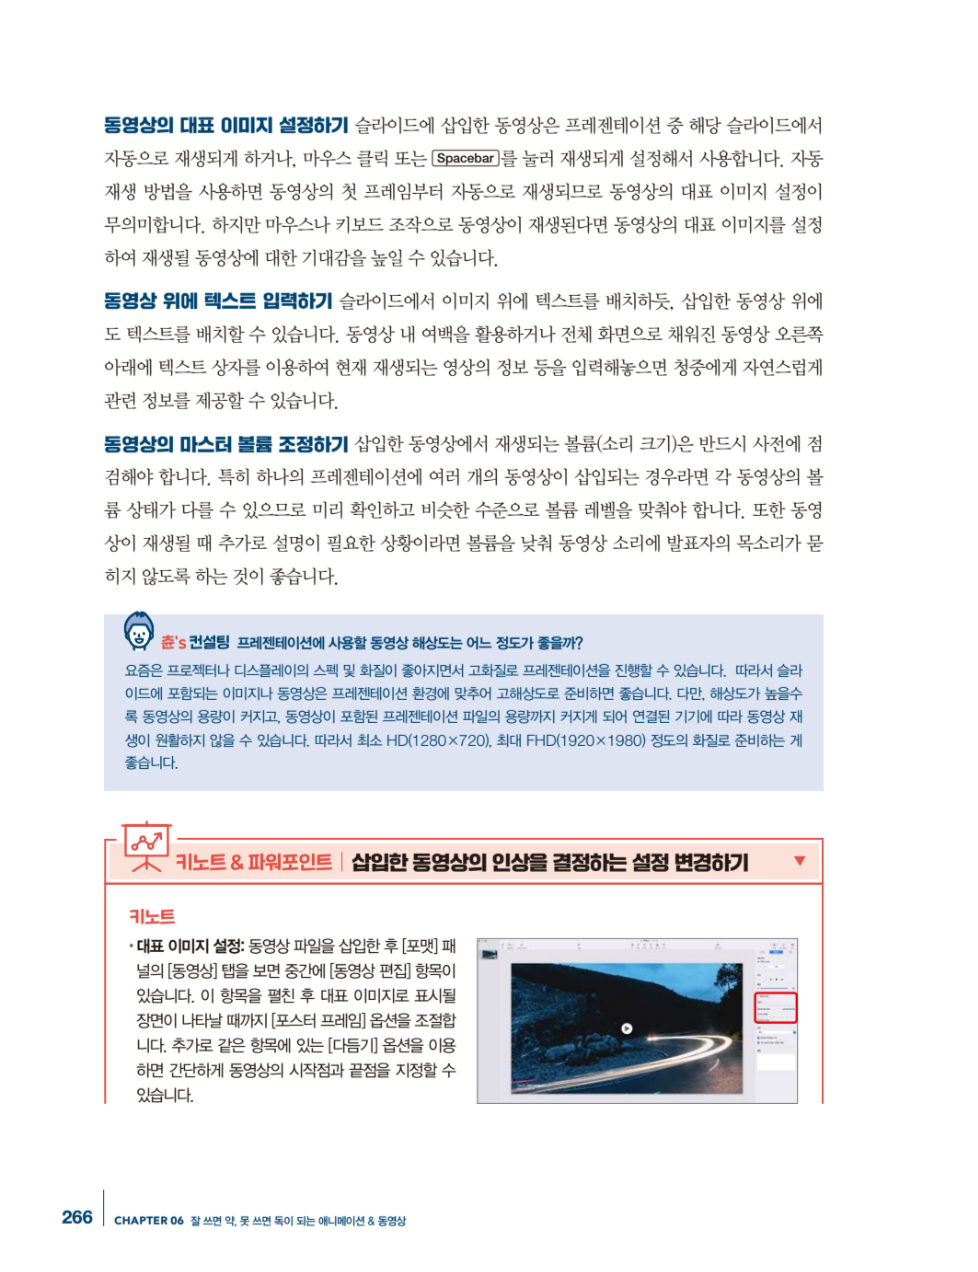 동영상의 대표 이미지 설정하기 슬라이드에 삽입한 동영상은 프레젠테이션 중 해당 슬라이드에서
자동으로 재생되게 하거나, 마우스 클릭 또는 Spacebar를 눌러 재생되게 설정해서 사용합니다. 자동
재생 방법을 사용하면 동영상의 첫 프레임부터 자동으로 재생되므로 동영상의 대표 이미지 설정이
무의미합니다. 하지만 마우스나 키보드 조작으로 동영상이 재생된다면 동영상의 대표 이미지를 설정
하여 재생될 동영상에 대한 기대감을 높일 수 있습니다.
동영상 위에 텍스트 입력하기 슬라이드에서 이미지 위에 텍스트를 배치하듯, 삽입한 동영상 위에
도 텍스트를 배치할 수 있습니다. 동영상 내 여백을 활용하거나 전체 화면으로 채워진 동영상 오른쪽
아래에 텍스트 상자를 이용하여 현재 재생되는 영상의 정보 등을 입력해놓으면 청중에게 자연스럽게
관련 정보를 제공할 수 있습니다.
동영상의 마스터 볼륨 조정하기 삽입한 동영상에서 재생되는 볼륨(소리 크기)은 반드시 사전에 점
검해야 합니다. 특히 하나의 프레젠테이션에 여러 개의 동영상이 삽입되는 경우라면 각 동영상의 볼
륨 상태가 다를 수 있으므로 미리 확인하고 비슷한 수준으로 볼륨 레벨을 맞춰야 합니다. 또한 동영
상이 재생될 때 추가로 설명이 필요한 상황이라면 볼륨을 낮춰 동영상 소리에 발표자의 목소리가 묻
히지 않도록 하는 것이 좋습니다.
춘's 컨설팅 프레젠테이션에 사용할 동영상 해상도는 어느 정도가 좋을까?
요즘은 프로젝터나 디스플레이의 스펙 및 화질이 좋아지면서 고화질로 프레젠테이션을 진행할 수 있습니다. 따라서 슬라
이드에 포함되는 이미지나 동영상은 프레젠테이션 환경에 맞추어 고해상도로 준비하면 좋습니다. 다만, 해상도가 높을수
록 동영상의 용량이 커지고, 동영상이 포함된 프레젠테이션 파일의 용량까지 커지게 되어 연결된 기기에 따라 동영상 재
생이 원활하지 않을 수 있습니다. 따라서 최소 HD(1280×720), 최대 FHD(1920×1980) 정도의 화질로 준비하는 게
좋습니다.
키노트 & 파워포인트 | 삽입한 동영상의 인상을 결정하는 설정 변경하기 ▼
키노트
• 대표 이미지 설정: 동영상 파일을 삽입한 후 [포맷] 패
널의 [동영상] 탭을 보면 중간에 [동영상 편집] 항목이
있습니다. 이 항목을 펼친 후 대표 이미지로 표시될
장면이 나타날 때까지 [포스터 프레임] 옵션을 조절합
니다. 추가로 같은 항목에 있는 [다듬기] 옵션을 이용
하면 간단하게 동영상의 시작점과 끝점을 지정할 수
있습니다.
266 CHAPTER 06 잘 쓰면 약, 못 쓰면 독이 되는 애니메이션 & 동영상